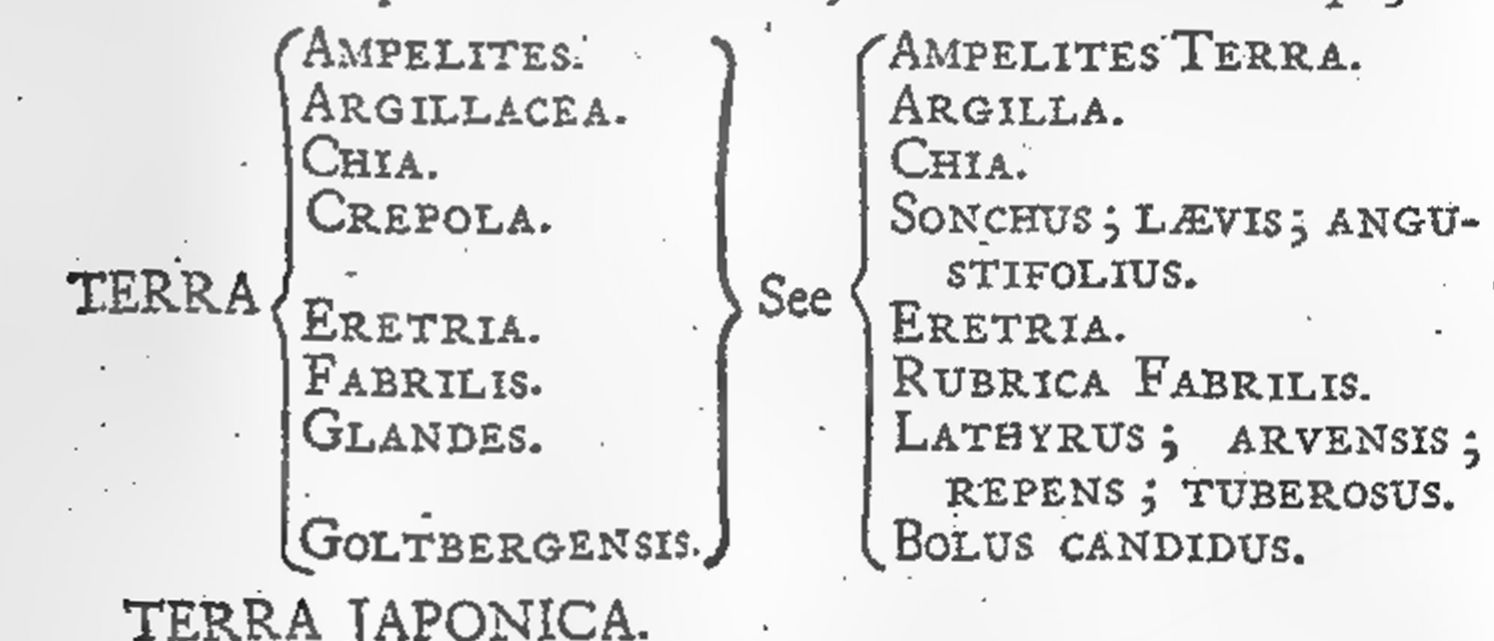 AMPELITES. AMPELITES TERRA.
ARGILLACEA. ARGILLA.
CHIA. CHIA.
CREPOLA. SONCHUS; LÆVIS; ANGU-
STIFOLIUS.
TERRA See
ERETRIA. ERETRIA.
FABRILIS. RUBRICA FABRILIS.
GLANDES. LATHYRUS; ARVENSIS;
REPENS; TUBEROSUS.
GOLTBERGENSIS. BOLUS CANDIDUS.
TERRA JAPONICA.